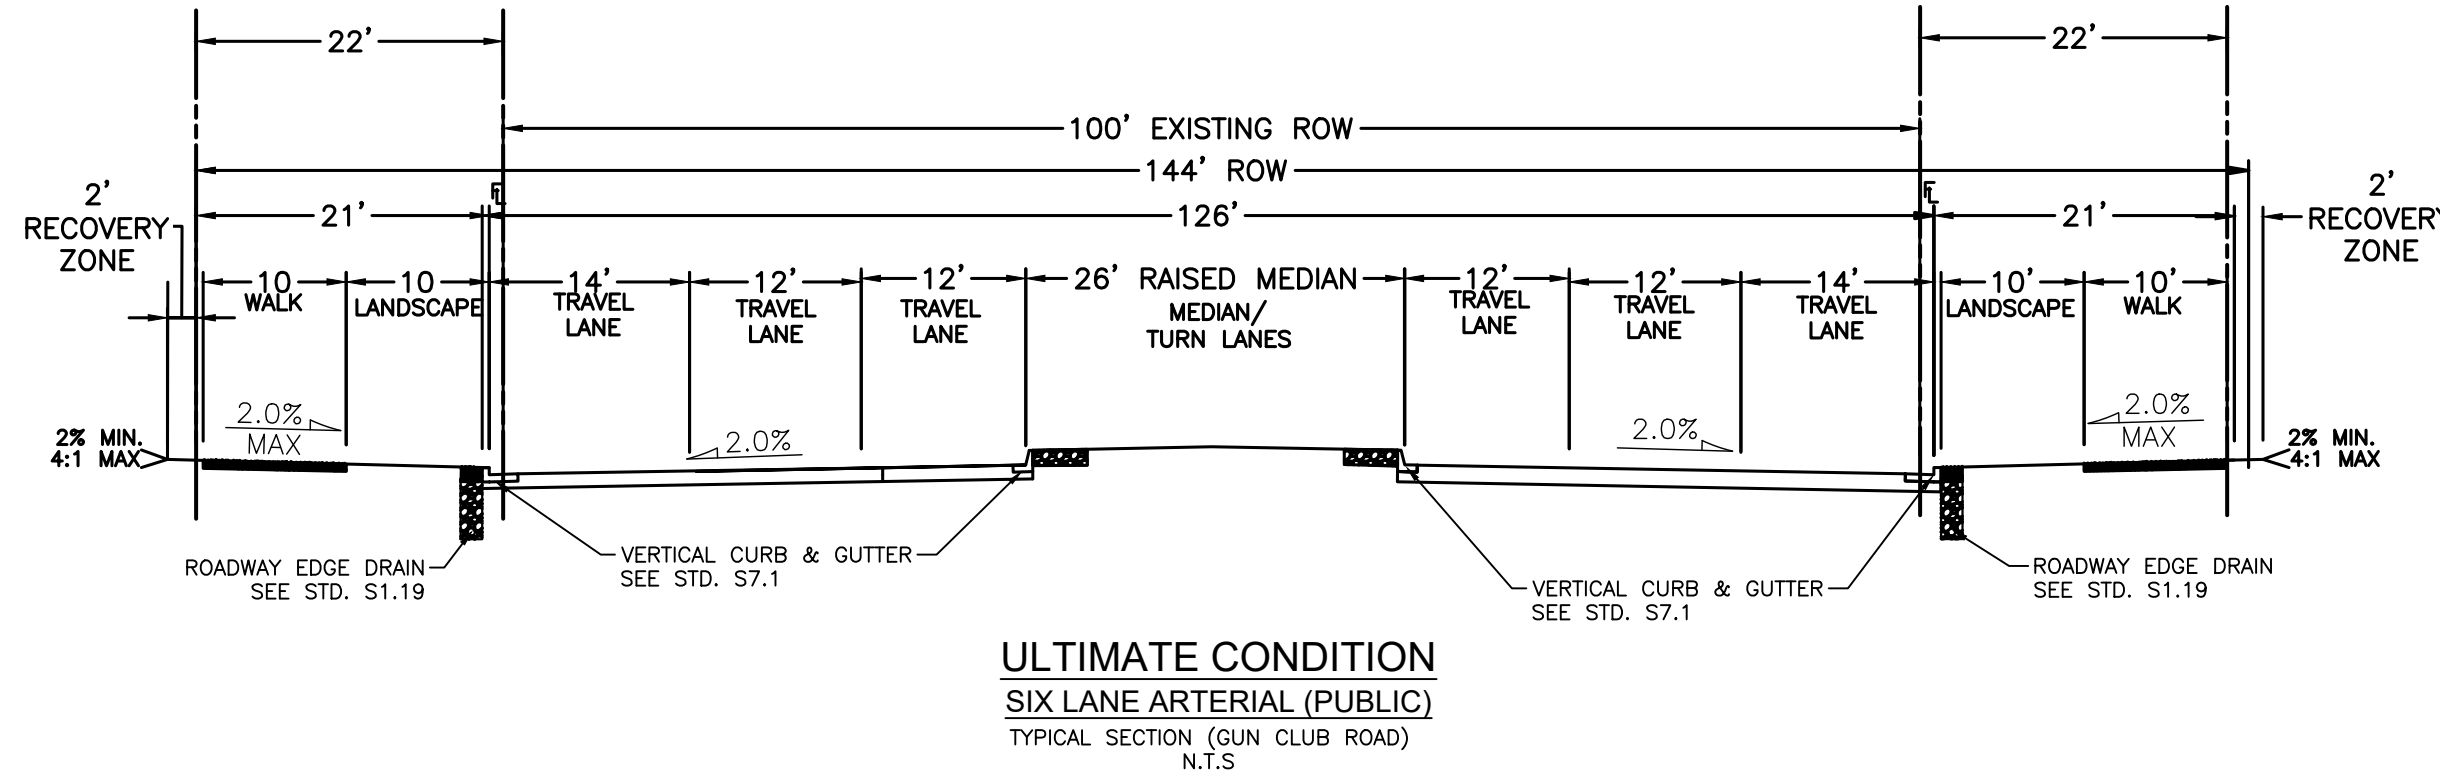 22'
22'
100' EXISTING ROW
144' ROW
2'
RECOVERY
ZONE
21'
126'
21'
2'
RECOVERY
ZONE
10
WALK
10
LANDSCAPE
14'
TRAVEL
LANE
12'
TRAVEL
LANE
12'
TRAVEL
LANE
26' RAISED MEDIAN
MEDIAN/
TURN LANES
12'
TRAVEL
LANE
12'
TRAVEL
LANE
14'
TRAVEL
LANE
10'
LANDSCAPE
10'
WALK
2% MIN.
4:1 MAX
2.0%
MAX
2.0%
2.0%
2.0%
MAX
2% MIN.
4:1 MAX
ROADWAY EDGE DRAIN
SEE STD. S1.19
VERTICAL CURB & GUTTER
SEE STD. S7.1
VERTICAL CURB & GUTTER
SEE STD. S7.1
ROADWAY EDGE DRAIN
SEE STD. S1.19
ULTIMATE CONDITION
SIX LANE ARTERIAL (PUBLIC)
TYPICAL SECTION (GUN CLUB ROAD)
N.T.S